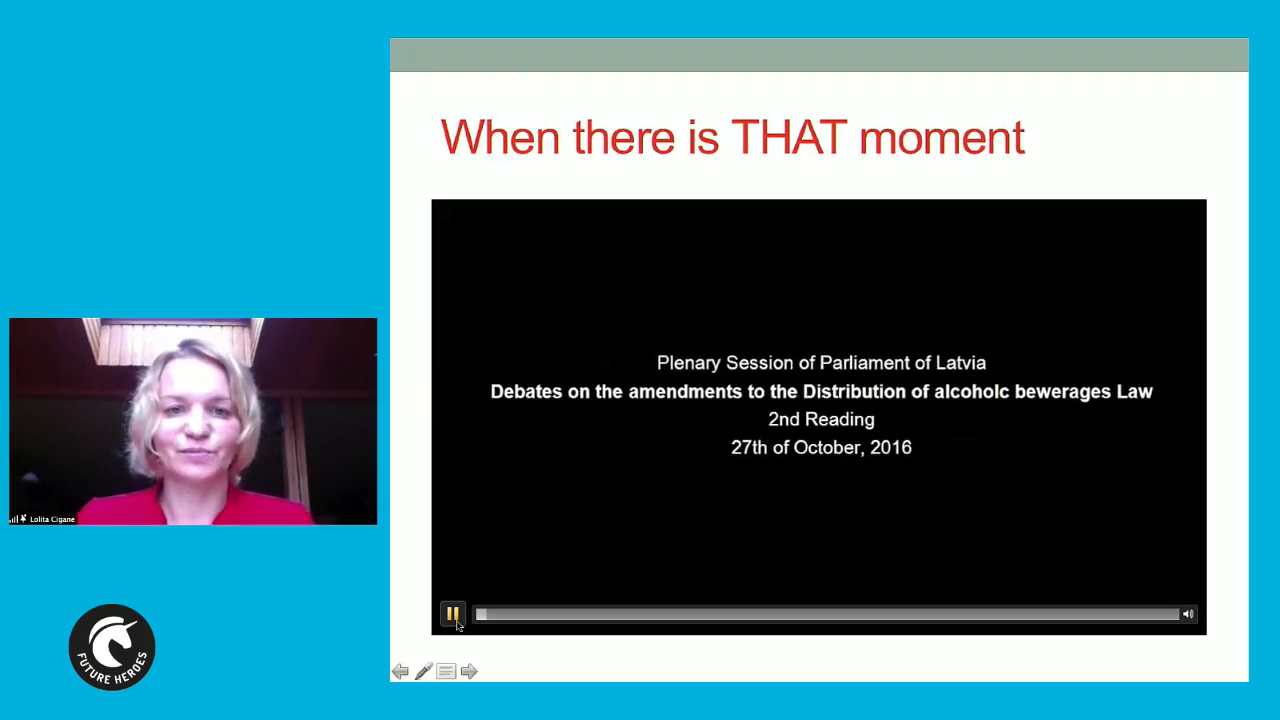 When there is THAT moment
Plenary Session of Parliament of Latvia
Debates on the amendments to the Distribution of alcoholc bewerages Law
2nd Reading
27th of October, 2016
Lolita Cigane
FUTURE HEROES